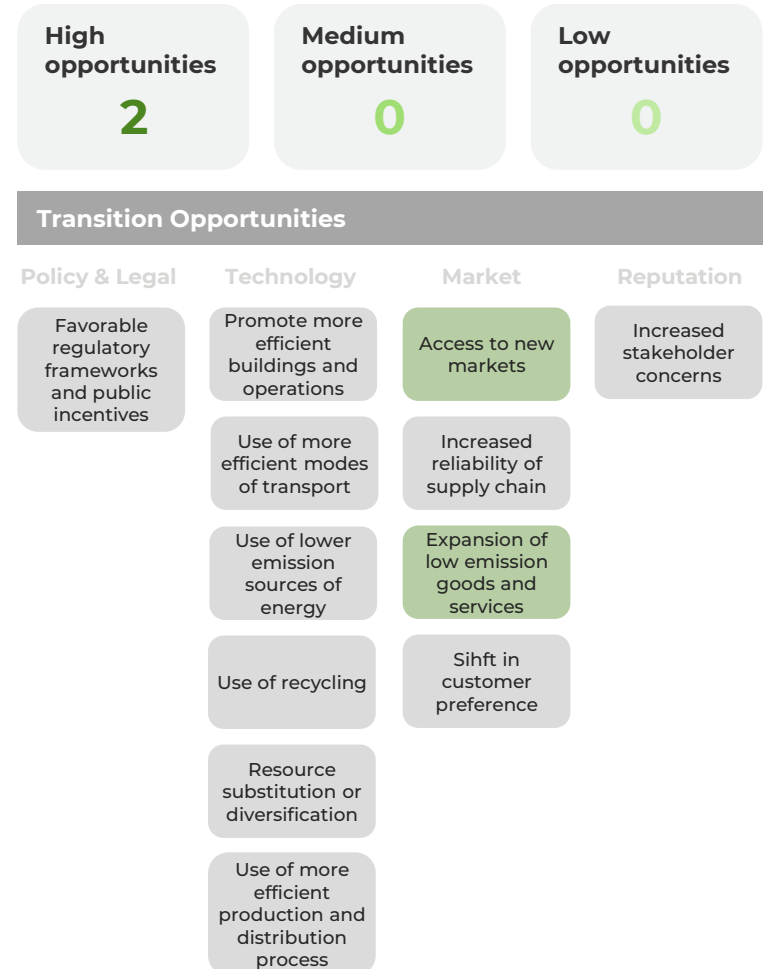 High
opportunities
2
Medium
opportunities
0
Low
opportunities
0
Transition Opportunities
Policy & Legal
Favorable
regulatory
frameworks
and public
incentives
Technology
Promote more
efficient
buildings and
operations
Use of more
efficient modes
of transport
Use of lower
emission
sources of
energy
Use of recycling
Resource
substitution or
diversification
Use of more
efficient
production and
distribution
process
Market
Access to new
markets
Increased
reliability of
supply chain
Expansion of
low emission
goods and
services
Sihft in
customer
preference
Reputation
Increased
stakeholder
concerns